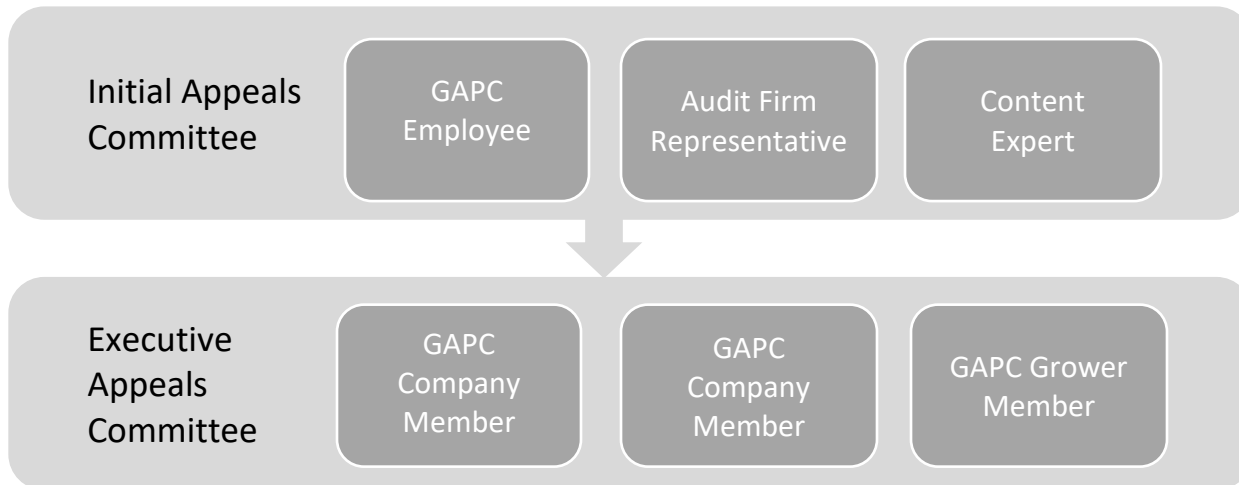 Initial Appeals
Committee
GAPC
Employee
Audit Firm
Representative
Content
Expert
Executive
Appeals
Committee
GAPC
Company
Member
GAPC
Company
Member
GAPC Grower
Member